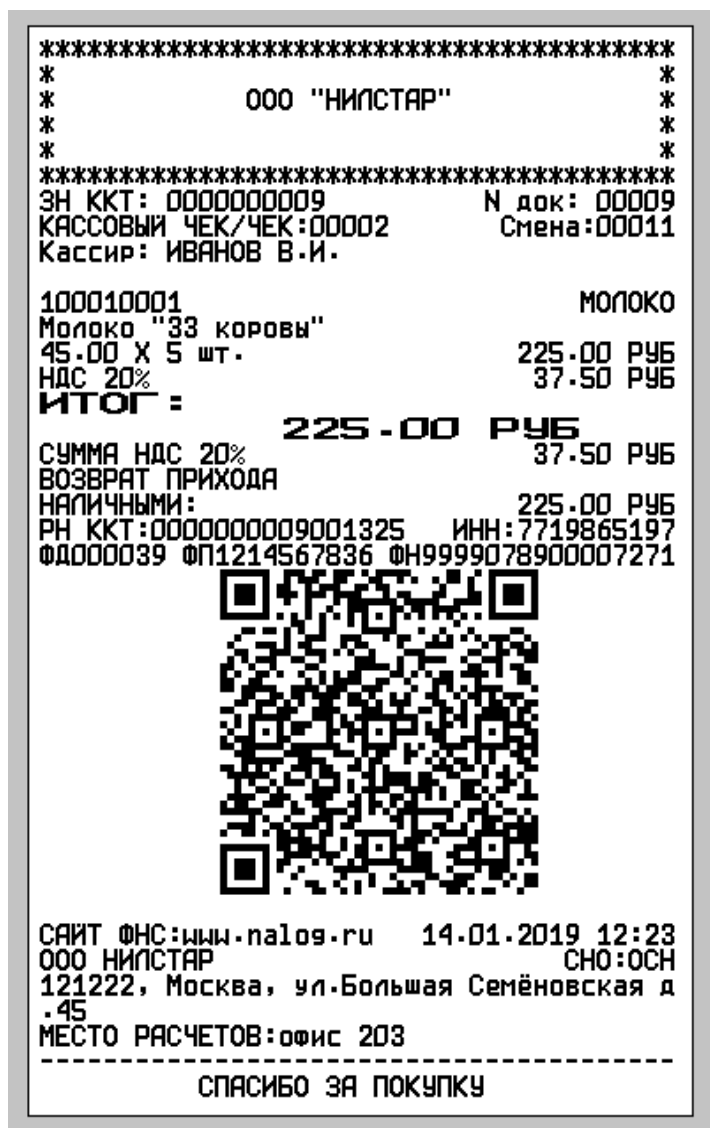 ****************************************
*                                      *
*            ООО "НИЛСТАР"             *
*                                      *
*                                      *
****************************************
ЗН ККТ: 0000000009 N док: 00009
КАССОВЫЙ ЧЕК/ЧЕК:00002 Смена:00011
Кассир: ИВАНОВ В.И.
100010001 МОЛОКО
Молоко "33 коровы"
45.00 X 5 шт. 225.00 РУБ
НДС 20% 37.50 РУБ
ИТОГ:
225.00 РУБ
СУММА НДС 20% 37.50 РУБ
ВОЗВРАТ ПРИХОДА
НАЛИЧНЫМИ: 225.00 РУБ
РН ККТ:0000000009001325 ИНН:7719865197
ФД000039 ФП1214567836 ФН9999078900007271
САЙТ ФНС:www.nalog.ru 14.01.2019 12:23
ООО НИЛСТАР СНО:ОСН
121222, Москва, ул.Большая Семёновская д
.45
МЕСТО РАСЧЕТОВ:офис 203
----------------------------------------
СПАСИБО ЗА ПОКУПКУ